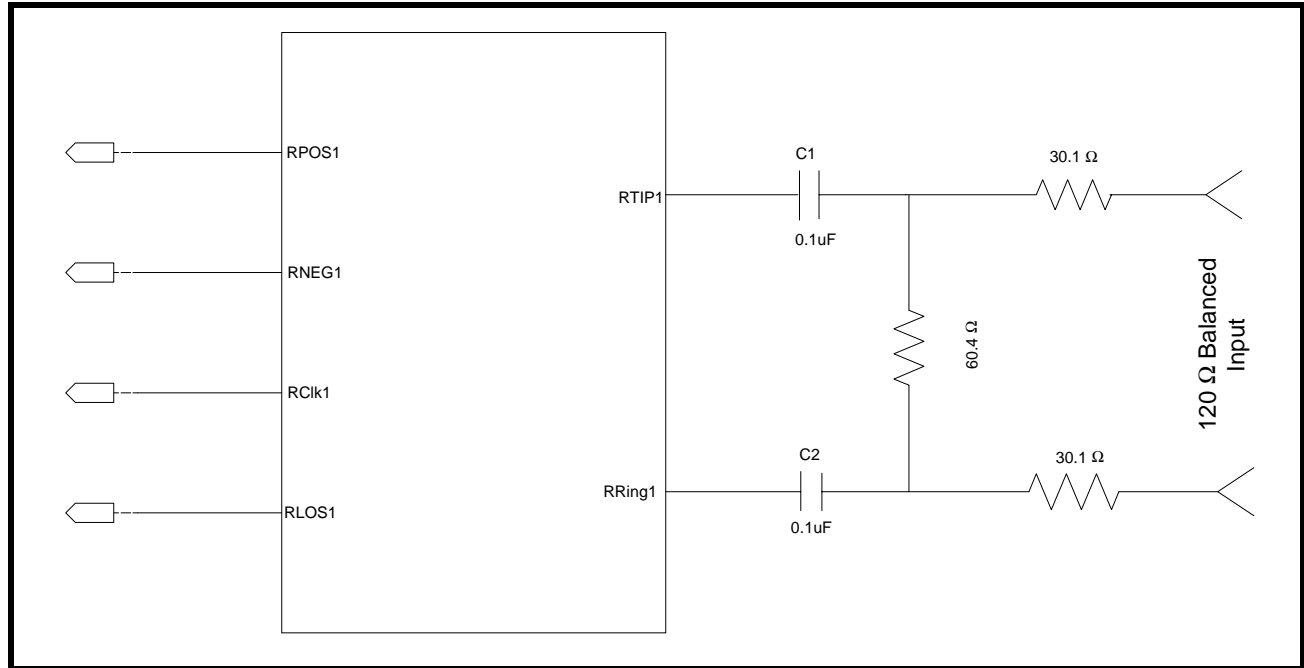 RPOS1
RNEG1
RClk1
RLOS1
RTIP1
RRing1
C1
0.1uF
30.1 Ω
60.4 Ω
C2
0.1uF
30.1 Ω
120 Ω Balanced
Input